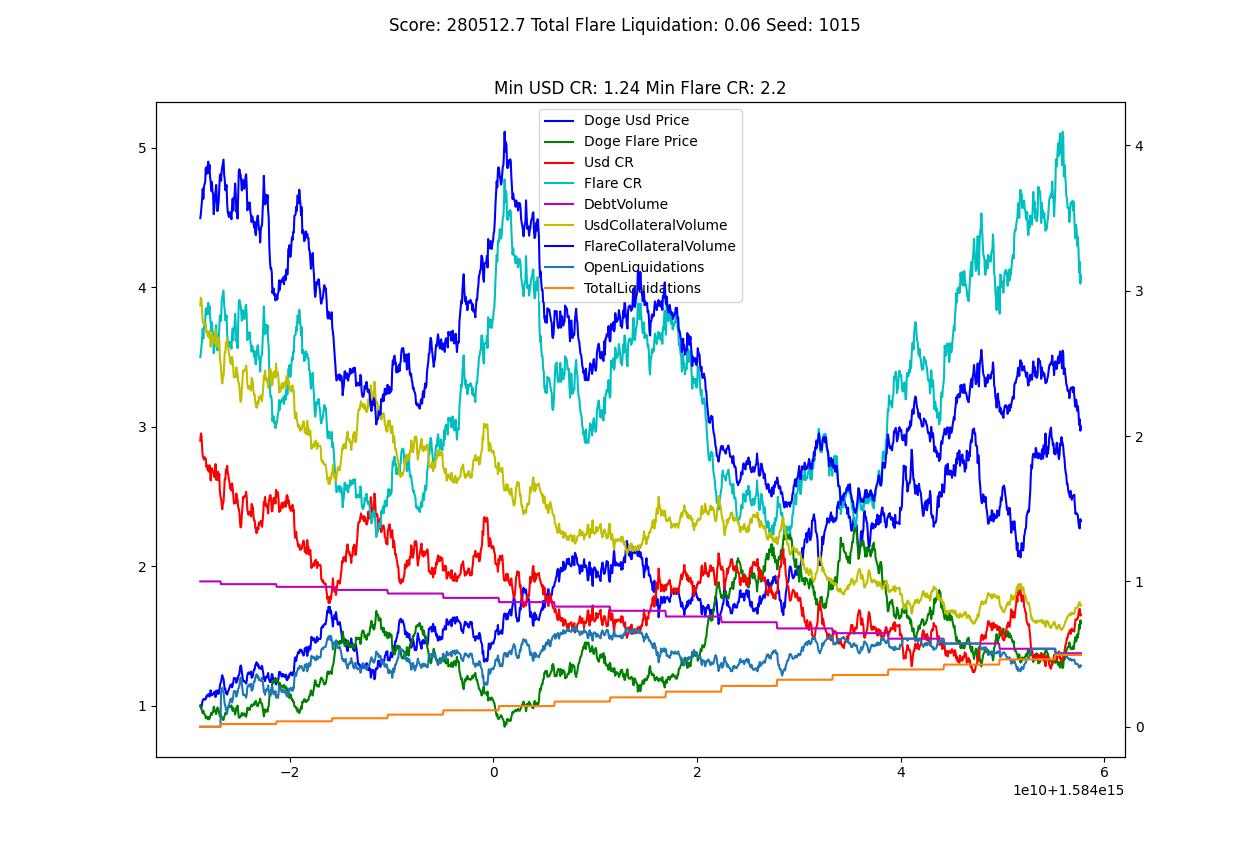 Score: 280512.7 Total Flare Liquidation: 0.06 Seed: 1015
Min USD CR: 1.24 Min Flare CR: 2.2
Doge Usd Price
Doge Flare Price
Usd CR
Flare CR
DebtVolume
UsdCollateralVolume
FlareCollateralVolume
OpenLiquidations
TotalLiquidations
5
4
3
2
1
4
3
2
1
0
−2
0
2
4
6
1e10+1.584e15